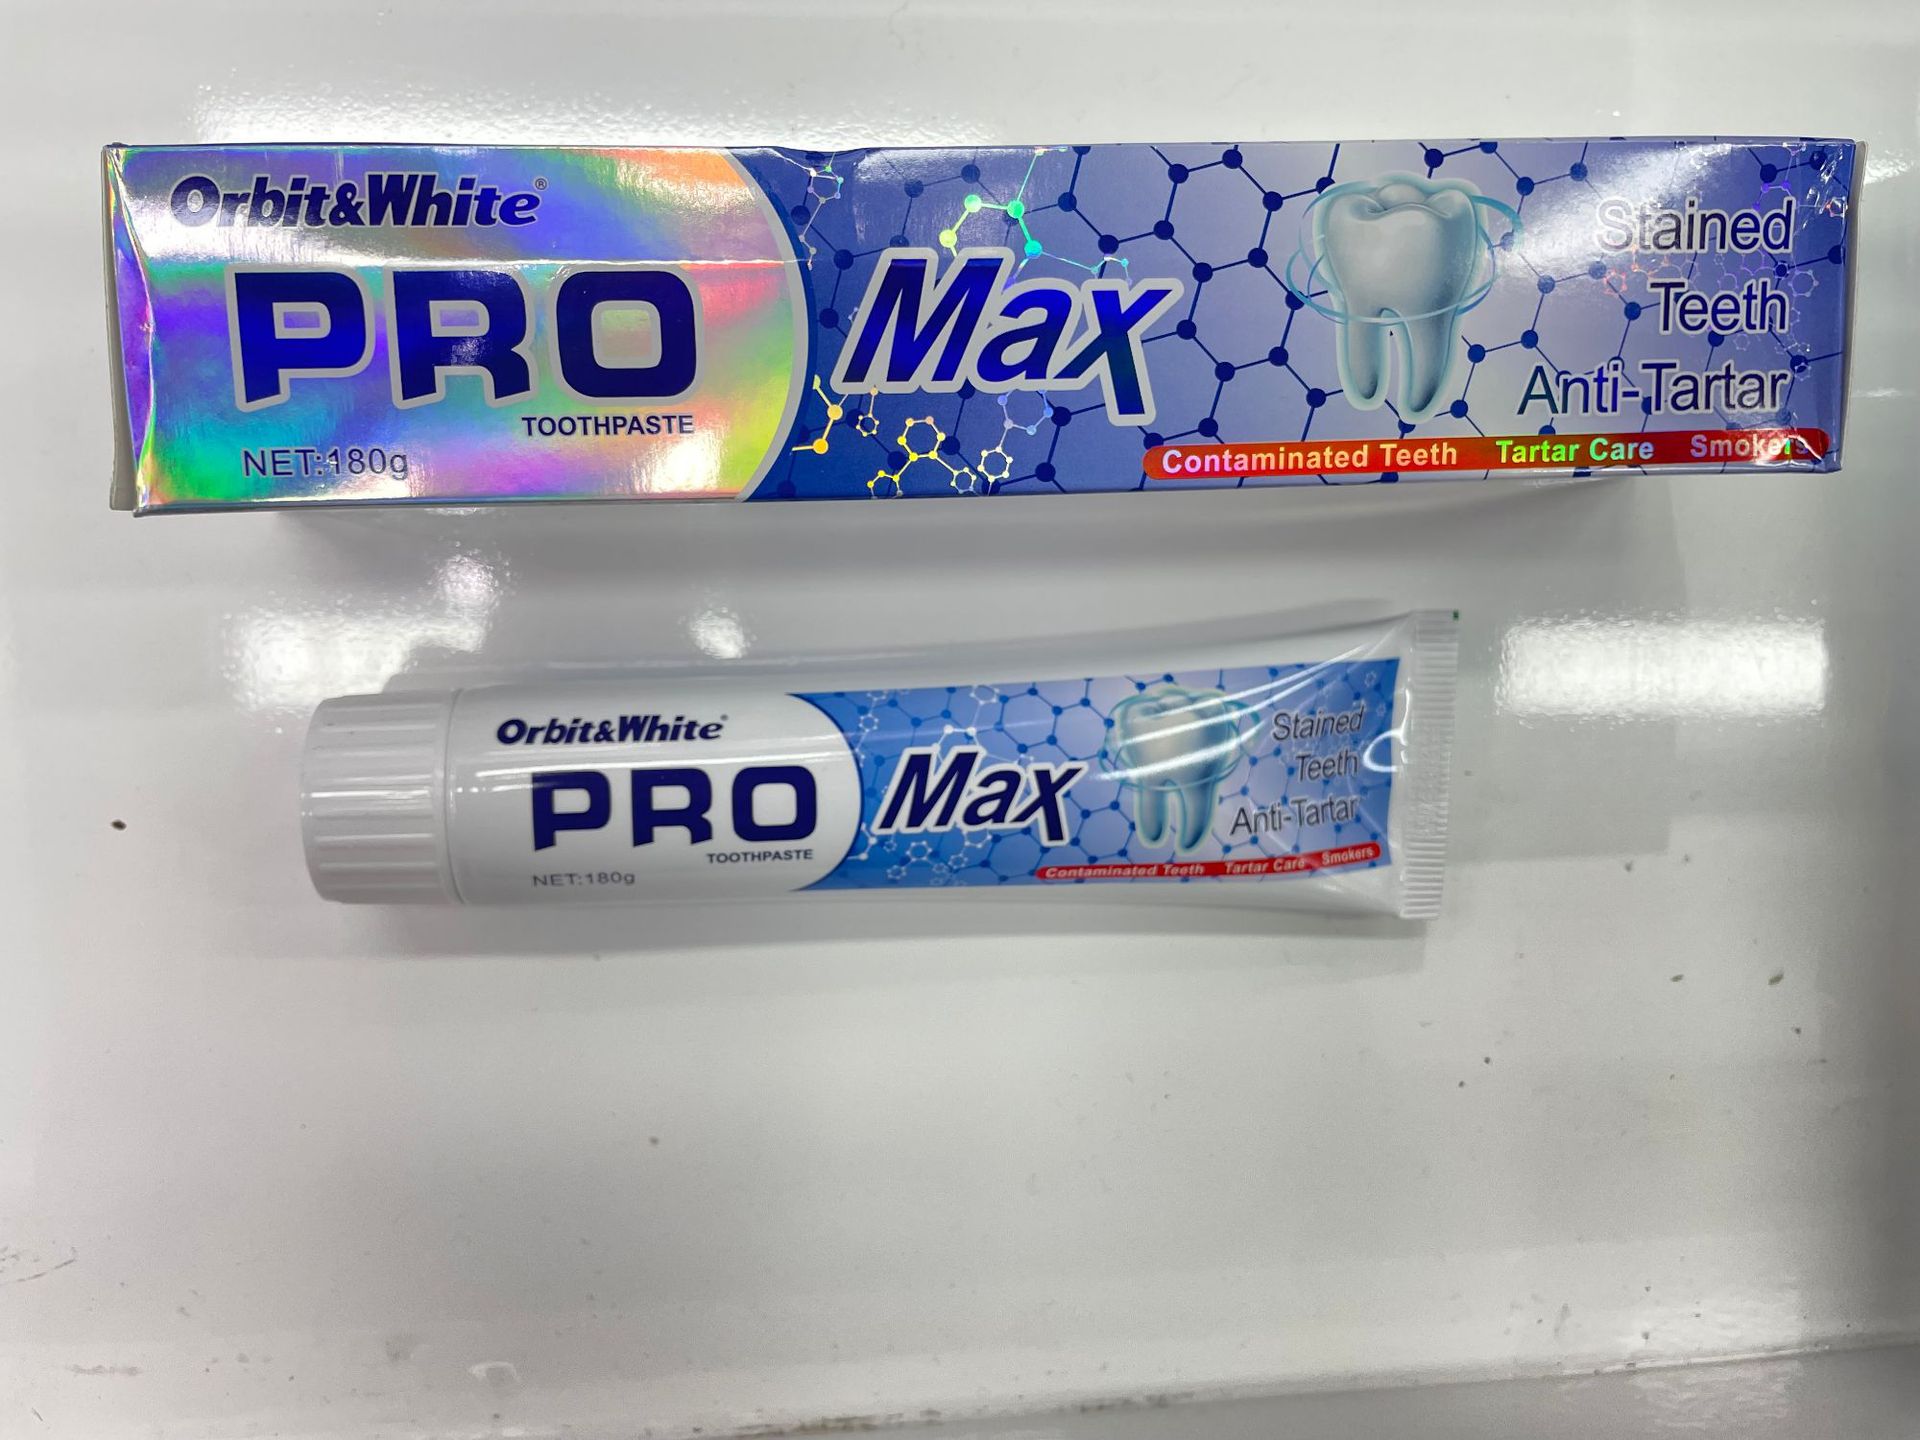 Orbit&White®
PRO
TOOTHPASTE
NET:180g
Max
Stained
Teeth
Anti-Tartar
Contaminated Teeth Tartar Care Smokers
Orbit&White®
PRO
TOOTHPASTE
NET:180g
Max
Stained
Teeth
Anti-Tartar
Contaminated Teeth Tartar Care Smokers